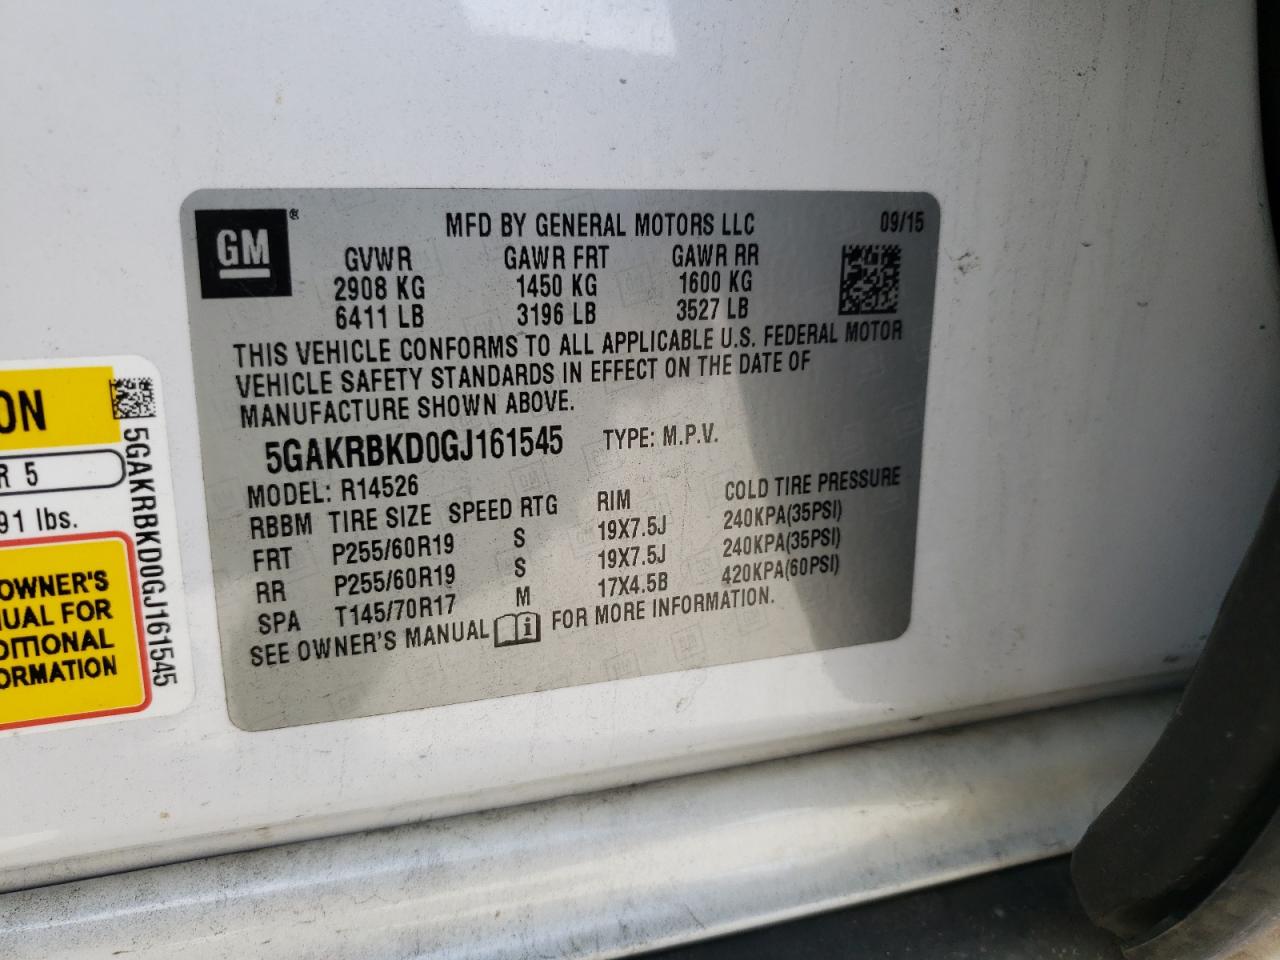 GM
®
MFD BY GENERAL MOTORS LLC 09/15
GVWR GAWR FRT GAWR RR
2908 KG 1450 KG 1600 KG
6411 LB 3196 LB 3527 LB
THIS VEHICLE CONFORMS TO ALL APPLICABLE U.S. FEDERAL MOTOR
VEHICLE SAFETY STANDARDS IN EFFECT ON THE DATE OF
MANUFACTURE SHOWN ABOVE.
5GAKRBKD0GJ161545 TYPE: M.P.V.
MODEL: R14526
RBBM TIRE SIZE SPEED RTG RIM COLD TIRE PRESSURE
FRT P255/60R19 S 19X7.5J 240KPA(35PSI)
RR P255/60R19 S 19X7.5J 240KPA(35PSI)
SPA T145/70R17 M 17X4.5B 420KPA(60PSI)
SEE OWNER'S MANUAL i FOR MORE INFORMATION.
ON
R 5
91 lbs.
OWNER'S
UAL FOR
DITIONAL
ORMATION
5GAKRBKD0GJ161545